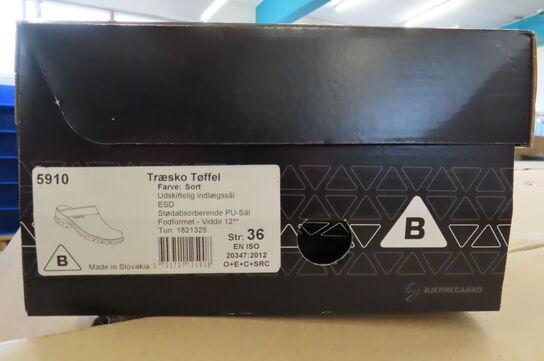 5910
Træsko Tøffel
Farve: Sort
Udskiftelig indlægssål
ESD
Stødabsorberende PU-Sål
Fodformet - Vidde 12**
Tun: 1821325
Str: 36
EN ISO
20347:2012
O+E+C+SRC
B
Made in Slovakia
B
by BJERREGAARD